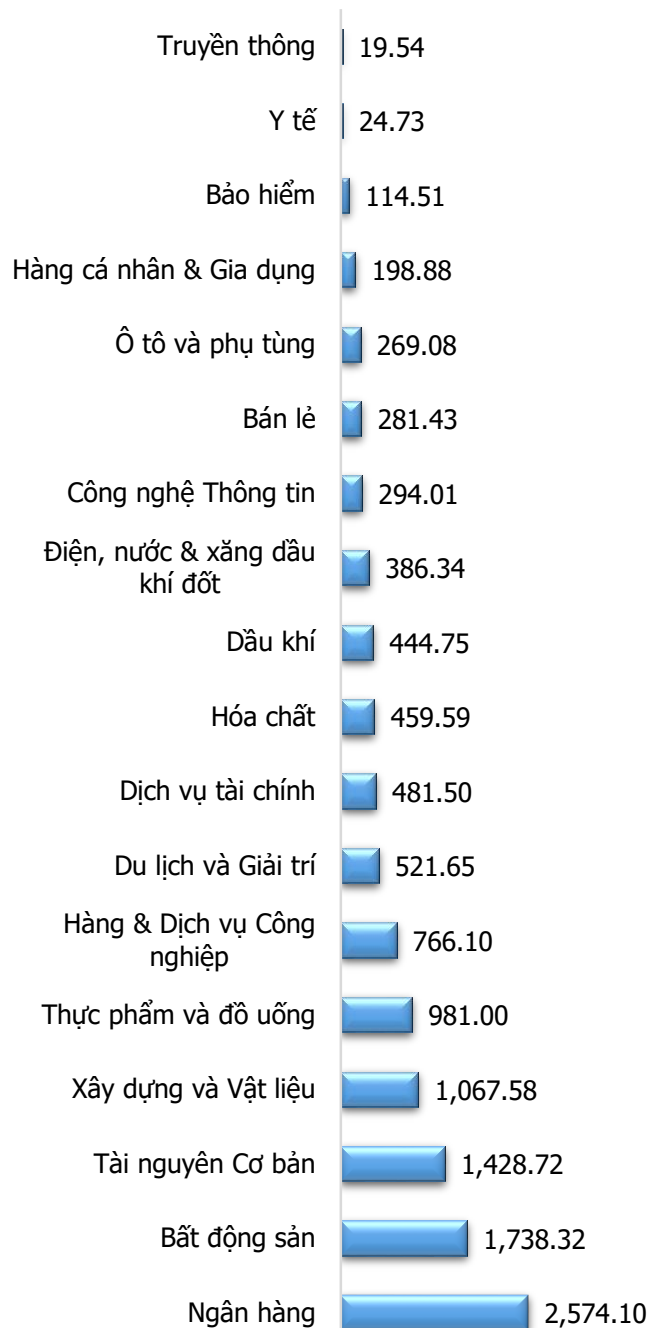 Truyền thông 19.54
Y tế 24.73
Bảo hiểm 114.51
Hàng cá nhân & Gia dụng 198.88
Ô tô và phụ tùng 269.08
Bán lẻ 281.43
Công nghệ Thông tin 294.01
Điện, nước & xăng dầu
khí đốt 386.34
Dầu khí 444.75
Hóa chất 459.59
Dịch vụ tài chính 481.50
Du lịch và Giải trí 521.65
Hàng & Dịch vụ Công
nghiệp 766.10
Thực phẩm và đồ uống 981.00
Xây dựng và Vật liệu 1,067.58
Tài nguyên Cơ bản 1,428.72
Bất động sản 1,738.32
Ngân hàng 2,574.10